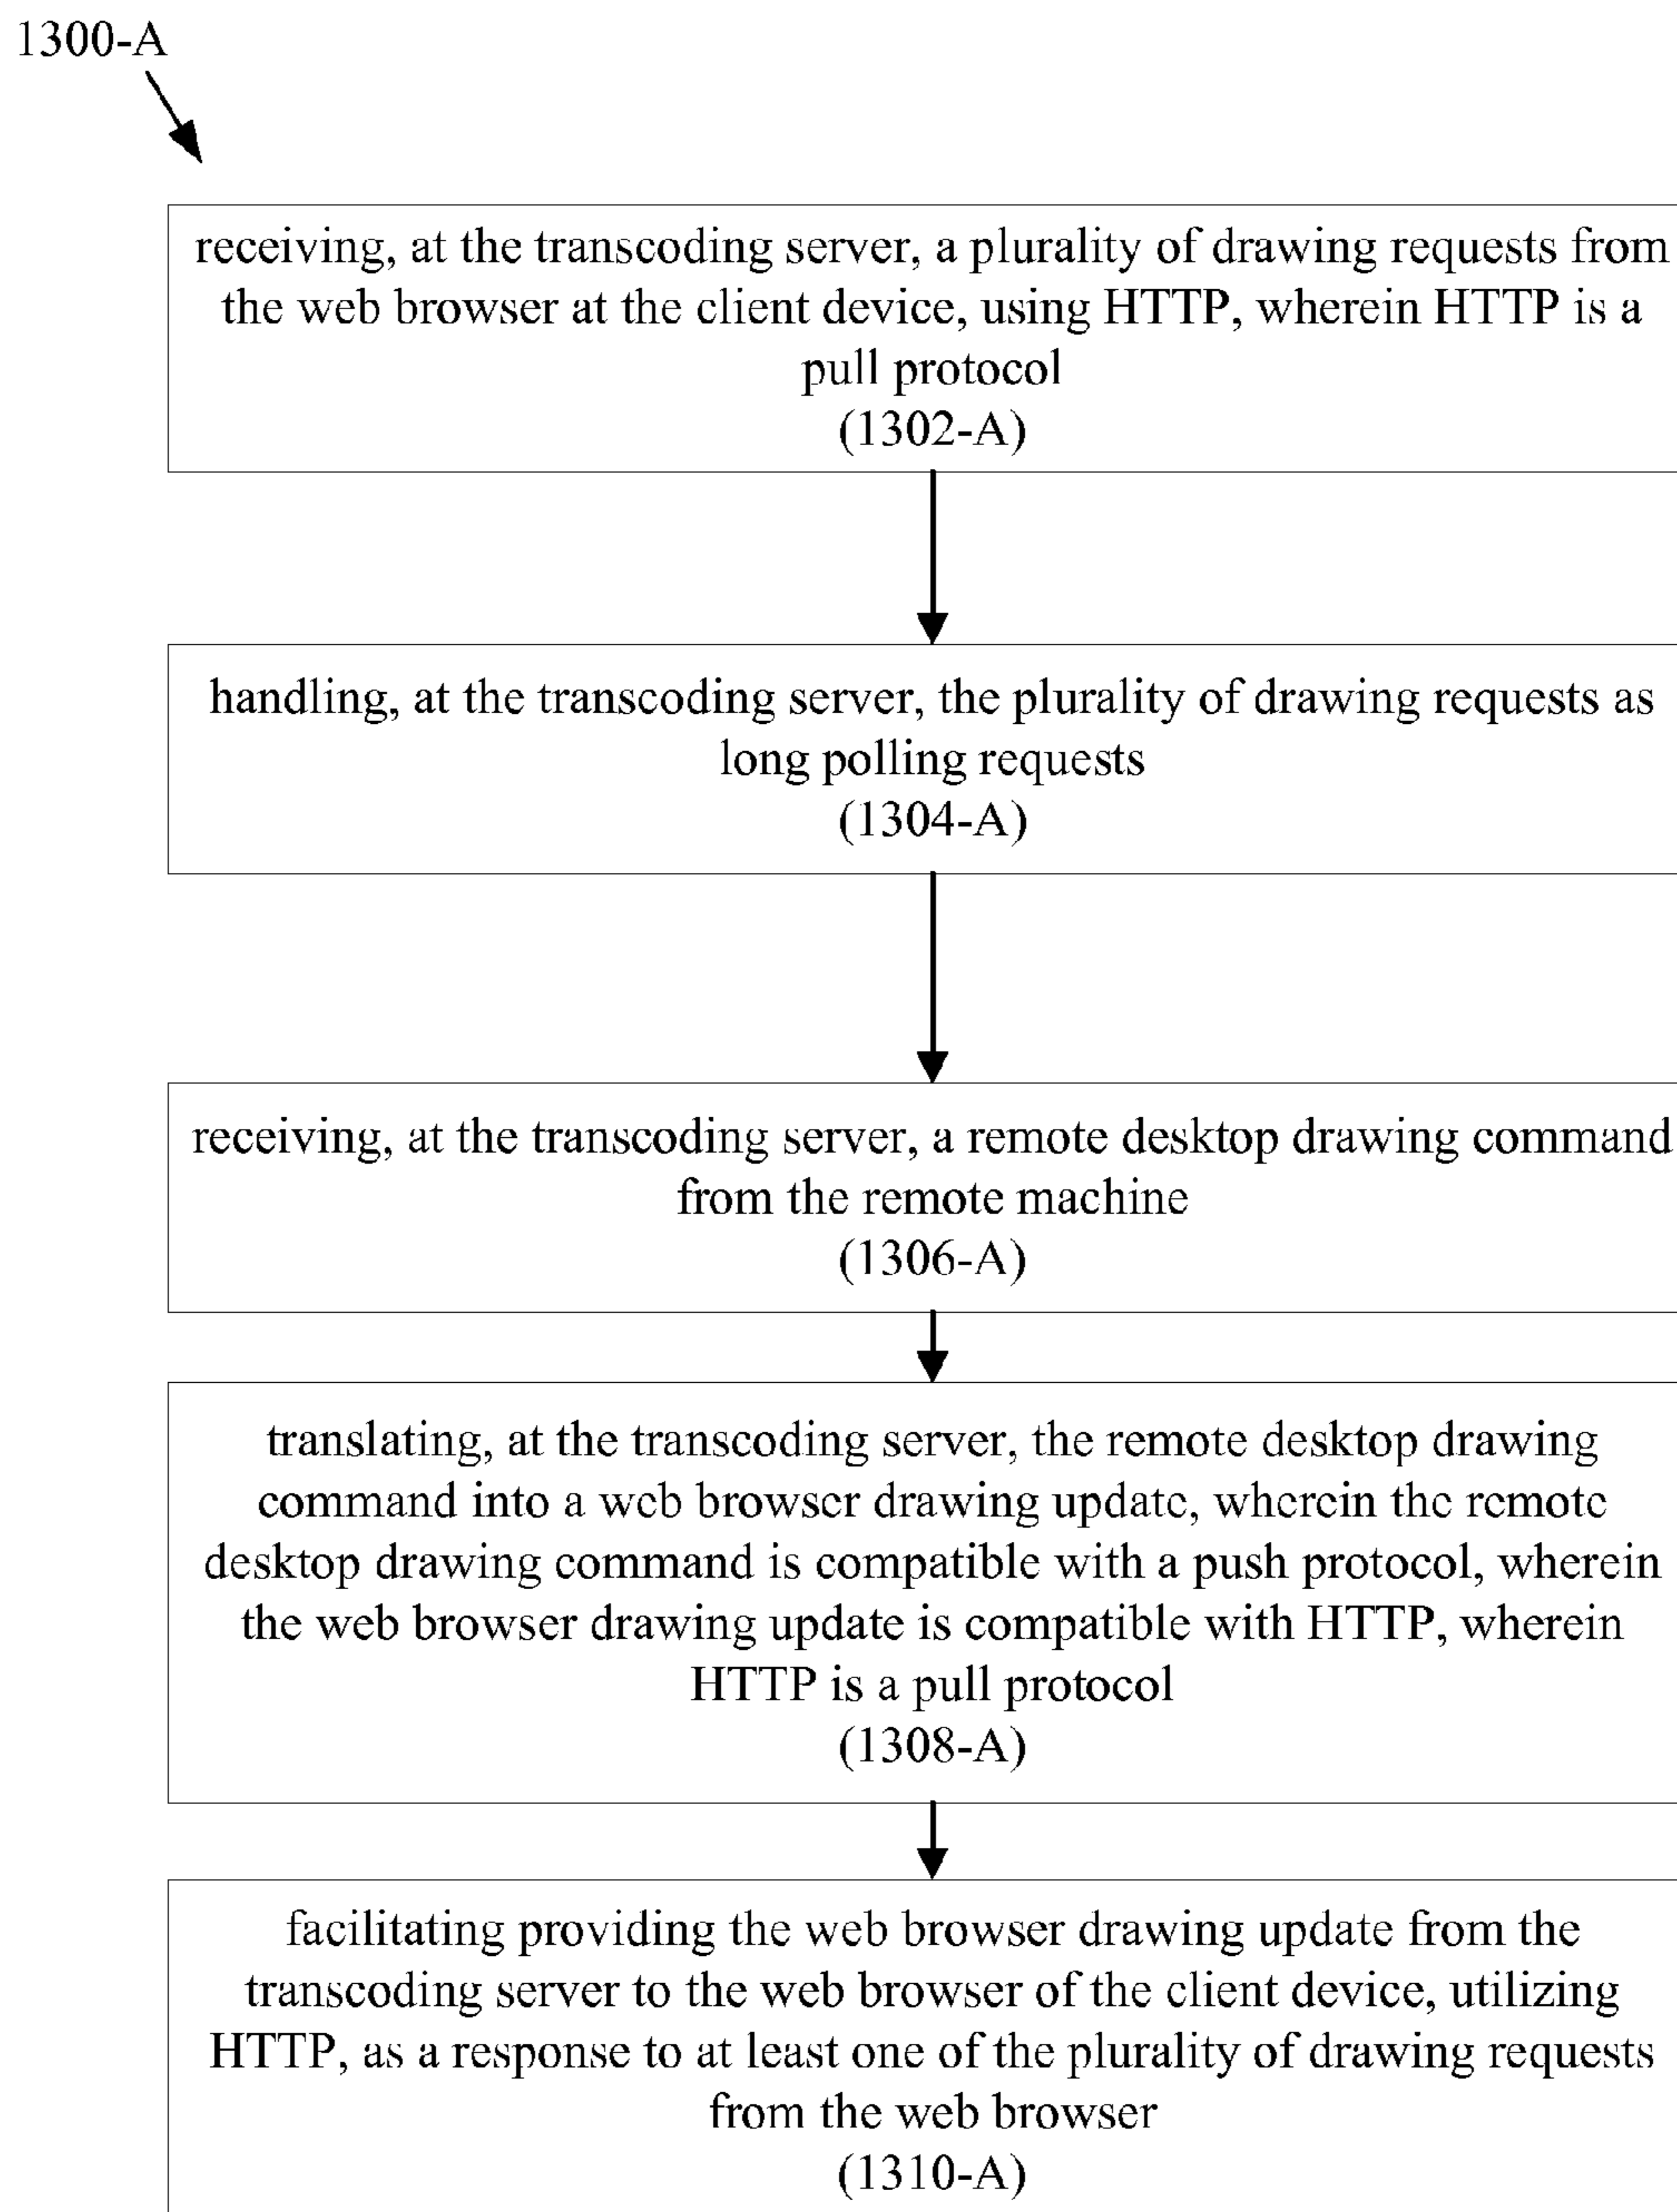 1300-A
receiving, at the transcoding server, a plurality of drawing requests from
the web browser at the client device, using HTTP, wherein HTTP is a
pull protocol
(1302-A)
handling, at the transcoding server, the plurality of drawing requests as
long polling requests
(1304-A)
receiving, at the transcoding server, a remote desktop drawing command
from the remote machine
(1306-A)
translating, at the transcoding server, the remote desktop drawing
command into a web browser drawing update, wherein the remote
desktop drawing command is compatible with a push protocol, wherein
the web browser drawing update is compatible with HTTP, wherein
HTTP is a pull protocol
(1308-A)
facilitating providing the web browser drawing update from the
transcoding server to the web browser of the client device, utilizing
HTTP, as a response to at least one of the plurality of drawing requests
from the web browser
(1310-A)